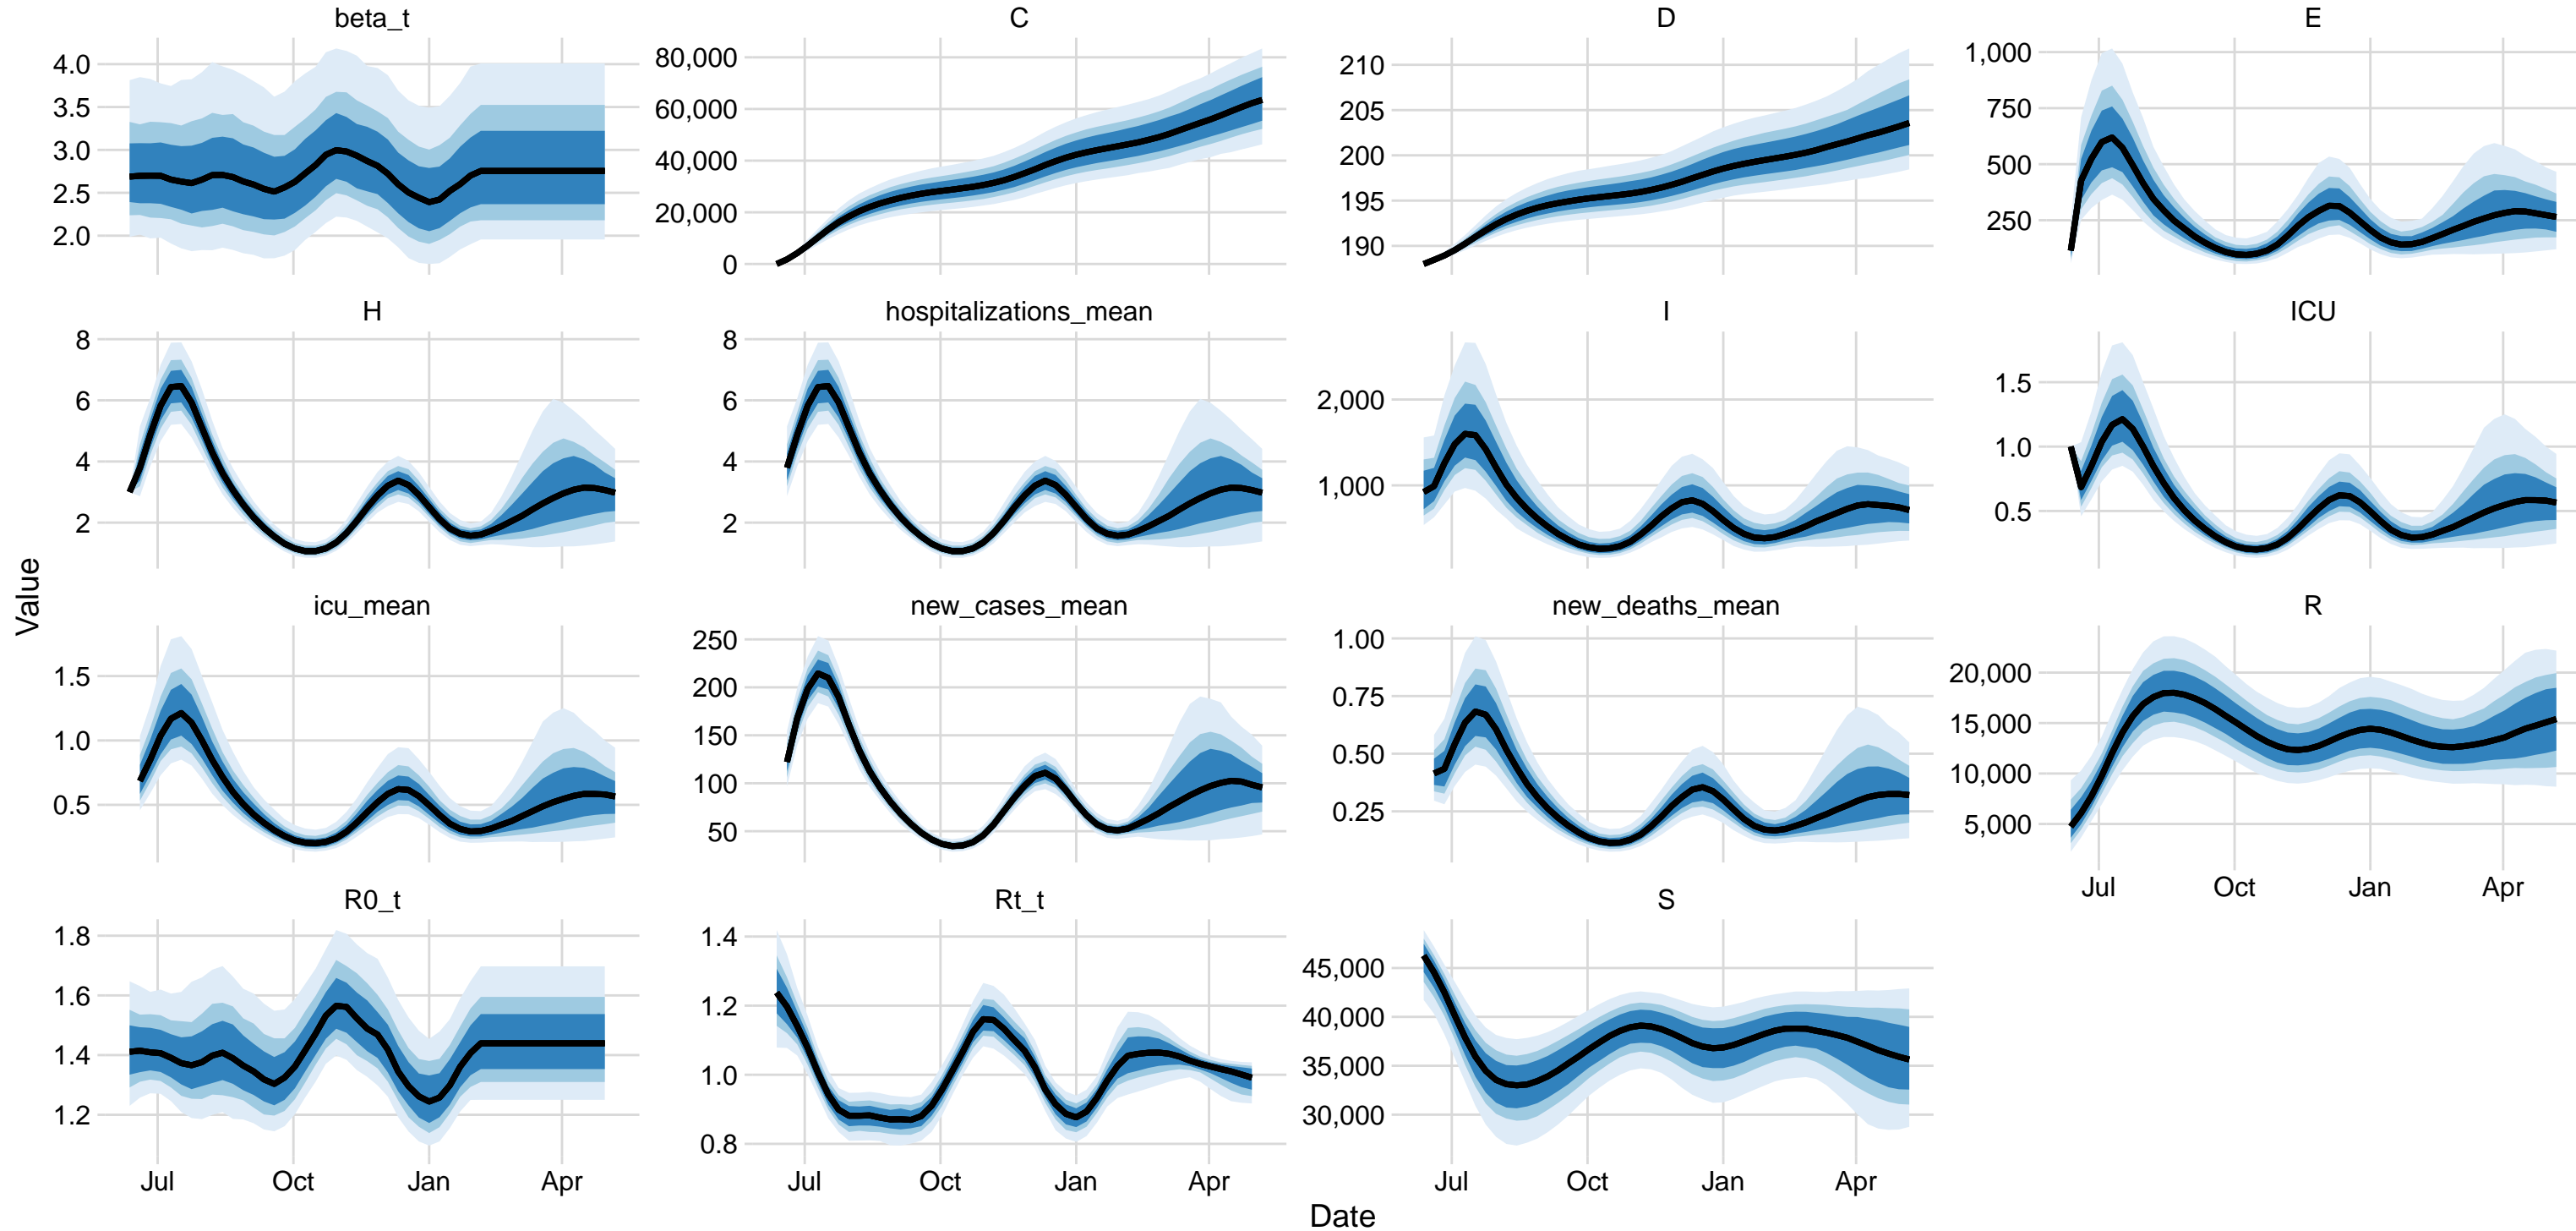 beta_t
C
D
E
4.0
3.5
3.0
2.5
2.0
80,000
60,000
40,000
20,000
0
210
205
200
195
190
1,000
750
500
250
H
hospitalizations_mean
I
ICU
8
6
4
2
8
6
4
2
2,000
1,000
1.5
1.0
0.5
Value
icu_mean
new_cases_mean
new_deaths_mean
R
1.5
1.0
0.5
250
200
150
100
50
1.00
0.75
0.50
0.25
20,000
15,000
10,000
5,000
Jul Oct Jan Apr
R0_t
Rt_t
S
1.8
1.6
1.4
1.2
1.4
1.2
1.0
0.8
45,000
40,000
35,000
30,000
Jul Oct Jan Apr
Jul Oct Jan Apr
Jul Oct Jan Apr
Date